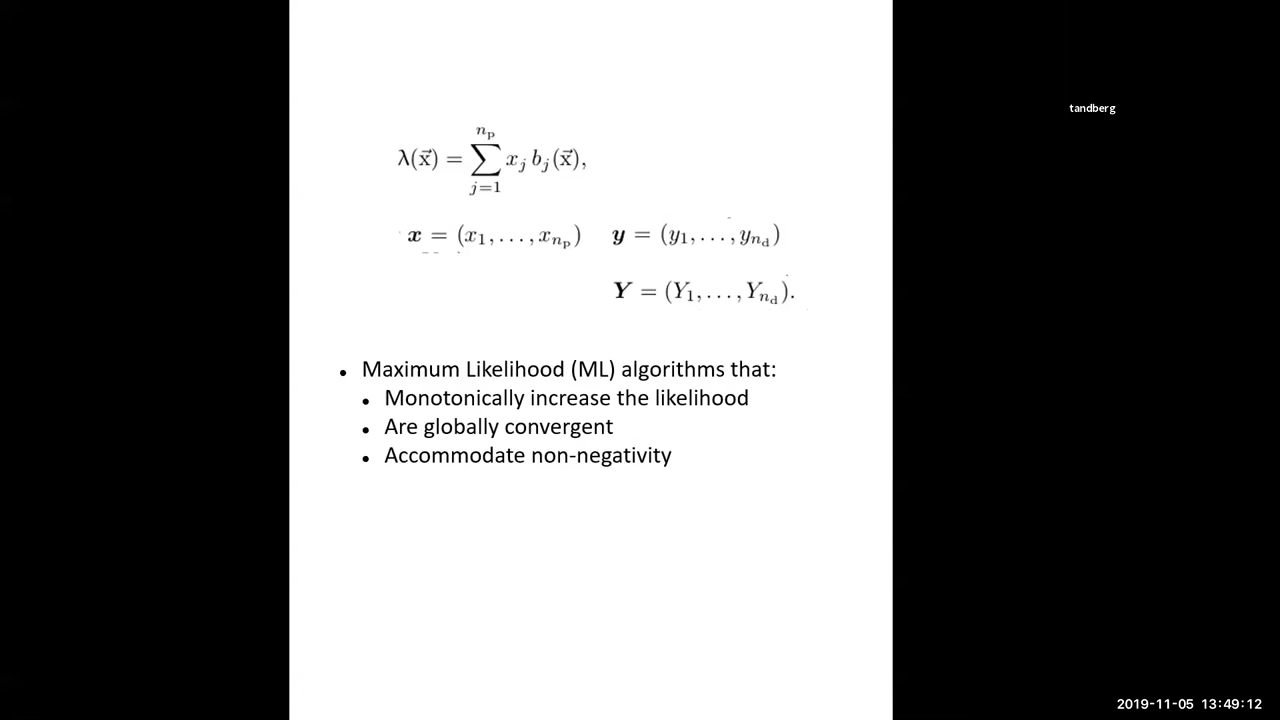 tandberg
λ(x⃗) = ∑_{j=1}^{n_p} x_j b_j(x⃗),
x = (x_1, . . . , x_{n_p}) y = (y_1, . . . , y_{n_d})
Y = (Y_1, . . . , Y_{n_d}).
• Maximum Likelihood (ML) algorithms that:
• Monotonically increase the likelihood
• Are globally convergent
• Accommodate non-negativity
2019-11-05 13:49:12